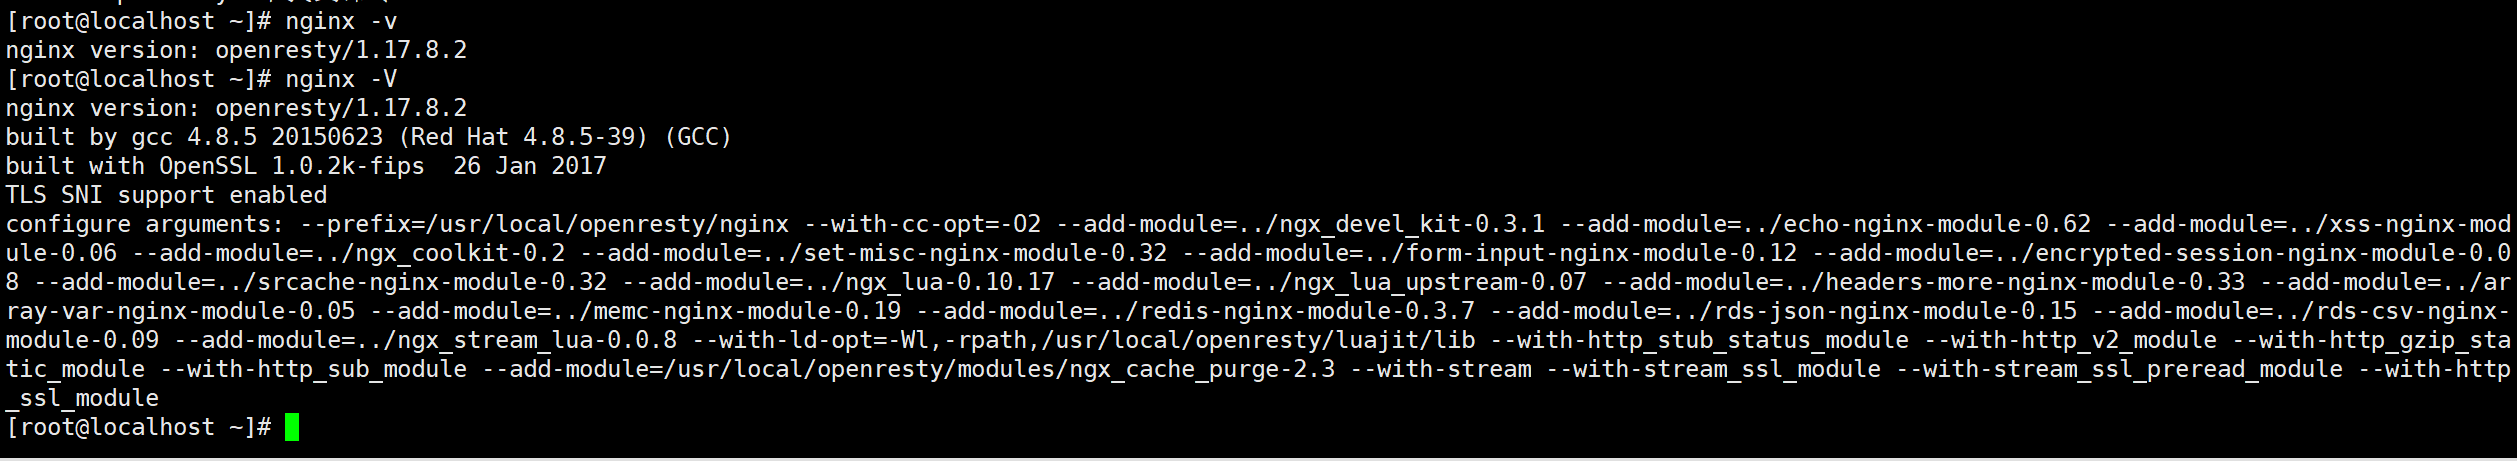 [root@localhost ~]# nginx -v
nginx version: openresty/1.17.8.2
[root@localhost ~]# nginx -V
nginx version: openresty/1.17.8.2
built by gcc 4.8.5 20150623 (Red Hat 4.8.5-39) (GCC)
built with OpenSSL 1.0.2k-fips  26 Jan 2017
TLS SNI support enabled
configure arguments: --prefix=/usr/local/openresty/nginx --with-cc-opt=-O2 --add-module=../ngx_devel_kit-0.3.1 --add-module=../echo-nginx-module-0.62 --add-module=../xss-nginx-mod
ule-0.06 --add-module=../ngx_coolkit-0.2 --add-module=../set-misc-nginx-module-0.32 --add-module=../form-input-nginx-module-0.12 --add-module=../encrypted-session-nginx-module-0.0
8 --add-module=../srcache-nginx-module-0.32 --add-module=../ngx_lua-0.10.17 --add-module=../ngx_lua_upstream-0.07 --add-module=../headers-more-nginx-module-0.33 --add-module=../ar
ray-var-nginx-module-0.05 --add-module=../memc-nginx-module-0.19 --add-module=../redis-nginx-module-0.3.7 --add-module=../rds-json-nginx-module-0.15 --add-module=../rds-csv-nginx-
module-0.09 --add-module=../ngx_stream_lua-0.0.8 --with-ld-opt=-Wl,-rpath,/usr/local/openresty/luajit/lib --with-http_stub_status_module --with-http_v2_module --with-http_gzip_sta
tic_module --with-http_sub_module --add-module=/usr/local/openresty/modules/ngx_cache_purge-2.3 --with-stream --with-stream_ssl_module --with-stream_ssl_preread_module --with-http
_ssl_module
[root@localhost ~]#